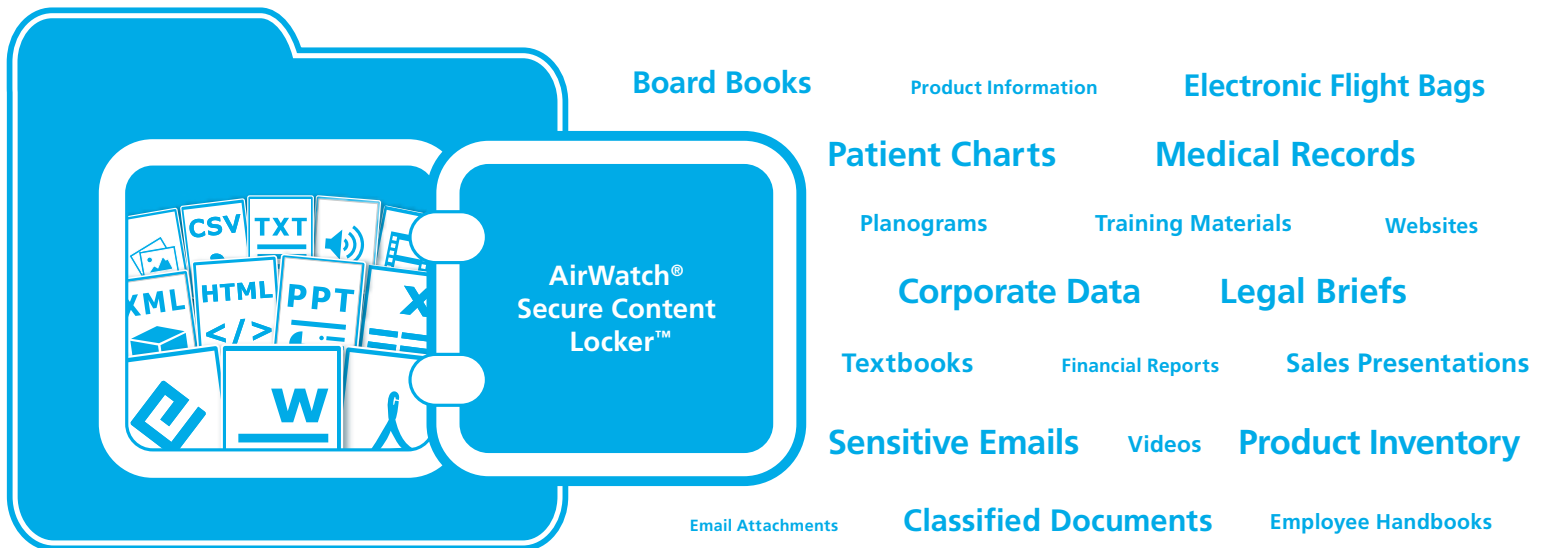 Board Books Product Information Electronic Flight Bags
Patient Charts Medical Records
Planograms Training Materials Websites
Corporate Data Legal Briefs
Textbooks Financial Reports Sales Presentations
Sensitive Emails Videos Product Inventory
Email Attachments Classified Documents Employee Handbooks
AirWatch®
Secure Content
Locker™
CSV TXT
XML HTML PPT X
</>
W